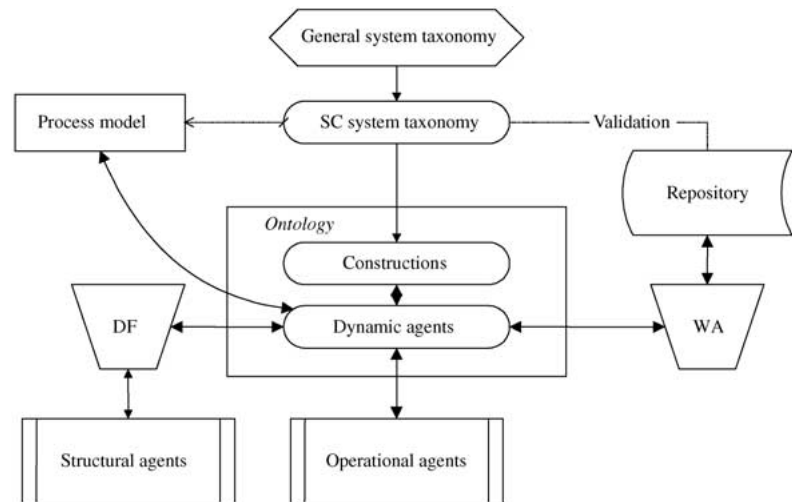 General system taxonomy
Process model
SC system taxonomy
Validation
Repository
Ontology
Constructions
DF
Dynamic agents
WA
Structural agents
Operational agents